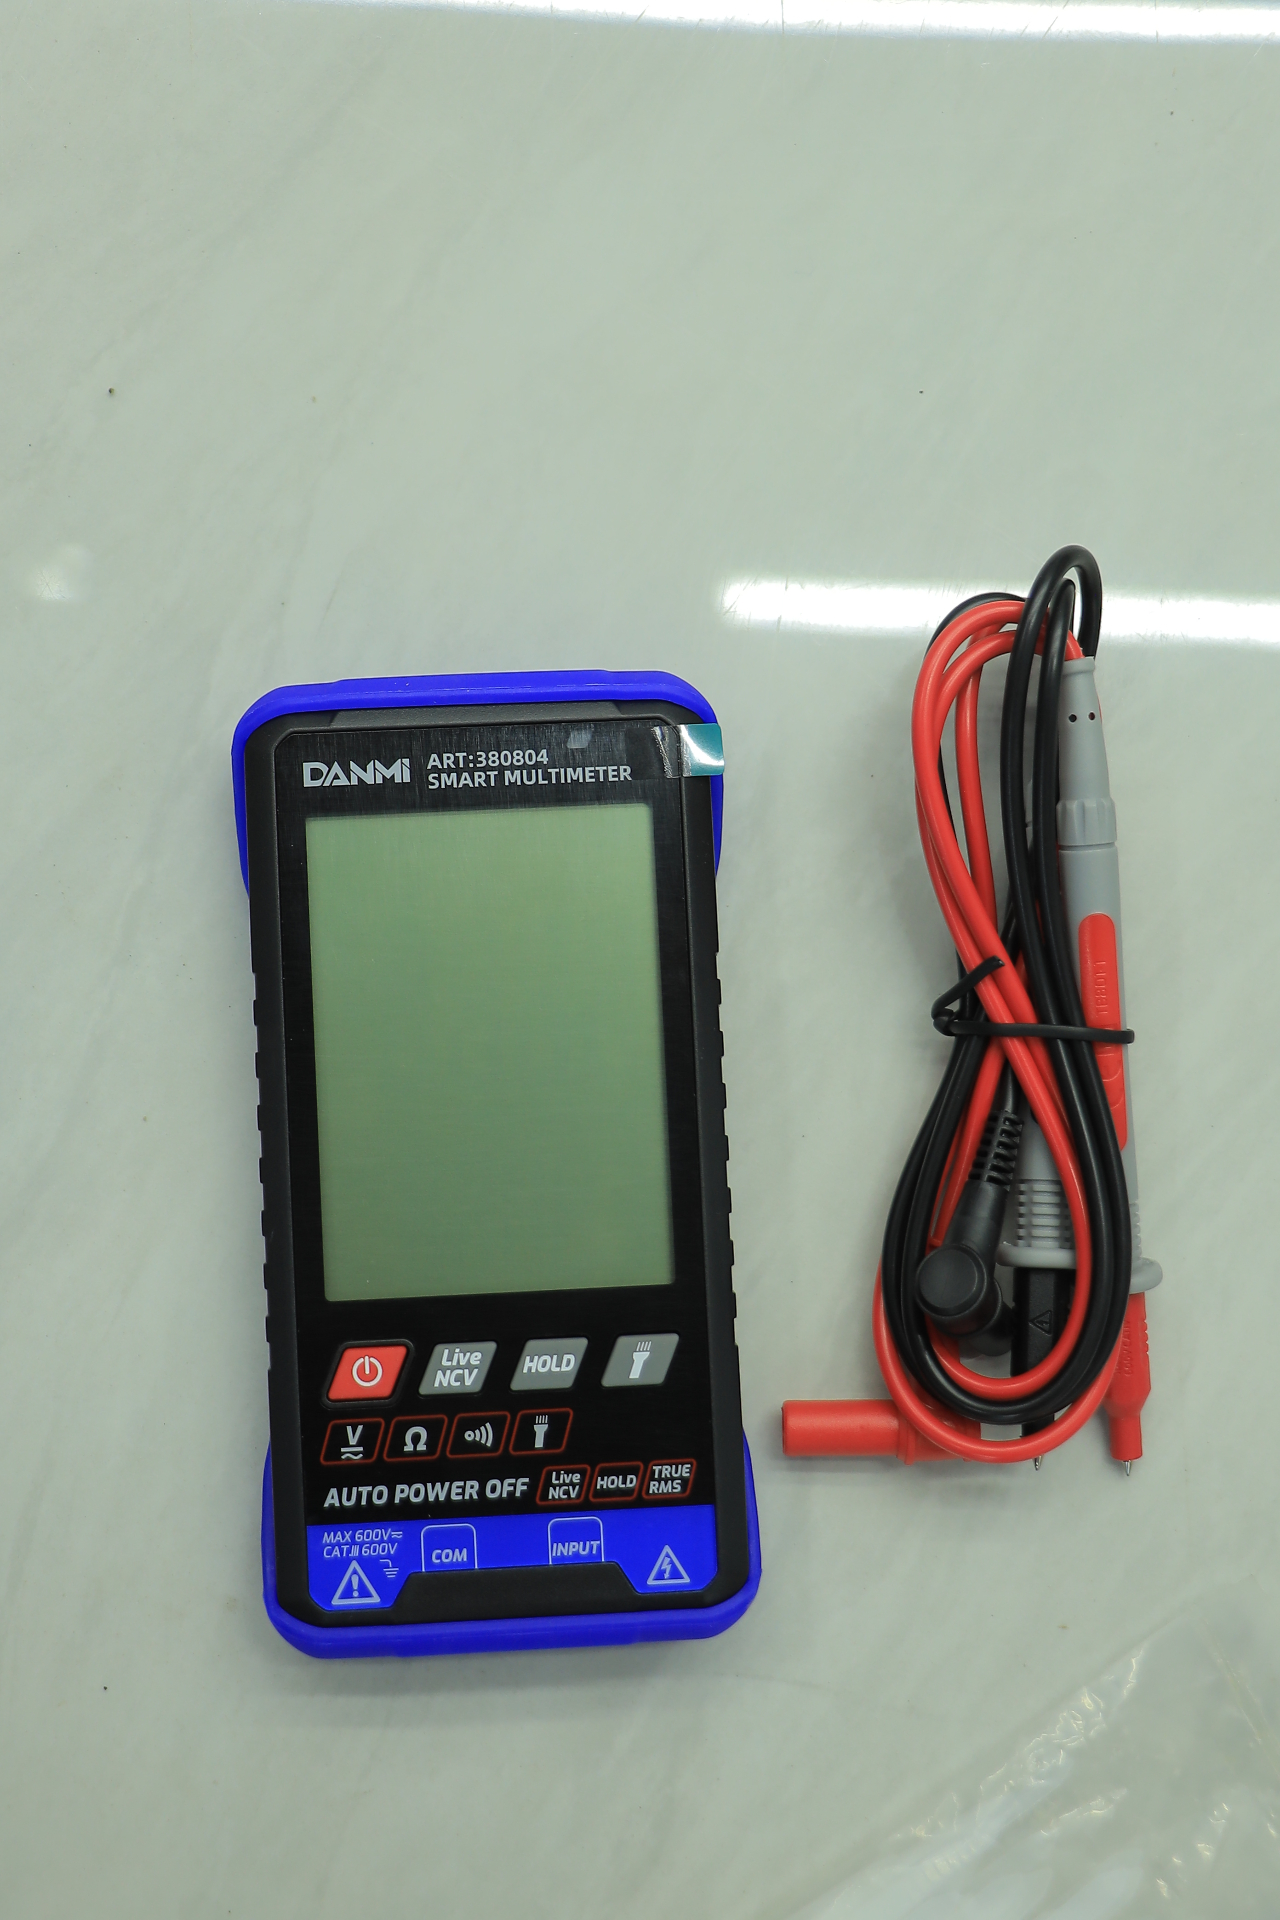 DANMi
ART:380804
SMART MULTIMETER
Live
NCV
HOLD
V
Ω
AUTO POWER OFF
Live
NCV
HOLD
TRUE
RMS
MAX 600V
CAT.III 600V
COM
INPUT